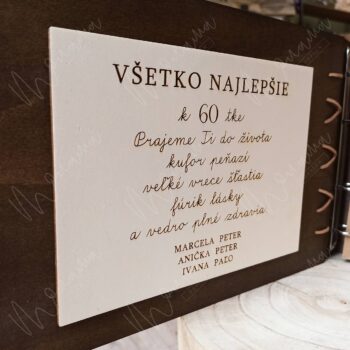 VŠETKO NAJLEPŠIE
k 60 tke
Prajeme Ti do života
kufor peňazí
veľké vrece šťastia
fúrik lásky
a vedro plné zdravia.
MARCELA PETER
ANIČKA PETER
IVANA PAĽO